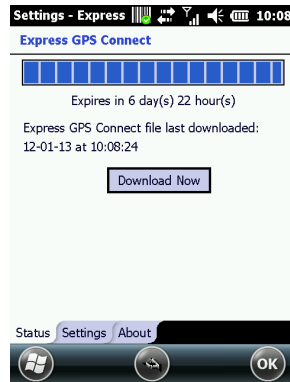 Settings - Express 10:08
Express GPS Connect
Expires in 6 day(s) 22 hour(s)
Express GPS Connect file last downloaded:
12-01-13 at 10:08:24
Download Now
Status Settings About
OK